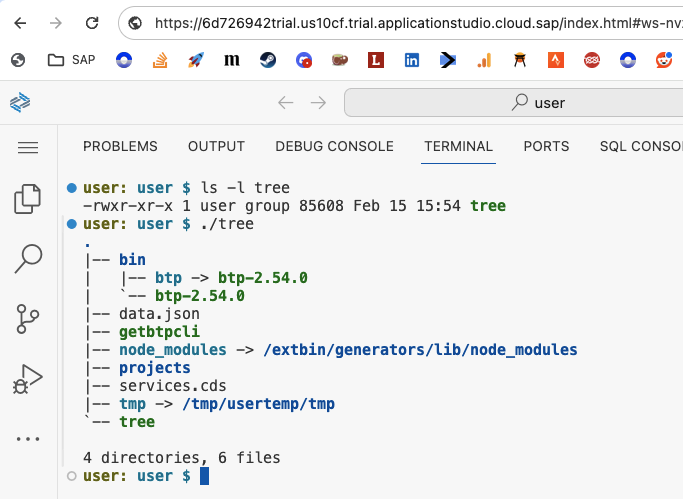 https://6d726942trial.us10cf.trial.applicationstudio.cloud.sap/index.html#ws-nv
SAP
user
PROBLEMS OUTPUT DEBUG CONSOLE TERMINAL PORTS SQL CONSO
user: user $ ls -l tree
-rwxr-xr-x 1 user group 85608 Feb 15 15:54 tree
user: user $ ./tree
.
|-- bin
|   |-- btp -> btp-2.54.0
|   `-- btp-2.54.0
|-- data.json
|-- getbtpcli
|-- node_modules -> /extbin/generators/lib/node_modules
|-- projects
|-- services.cds
|-- tmp -> /tmp/usertemp/tmp
`-- tree
4 directories, 6 files
user: user $